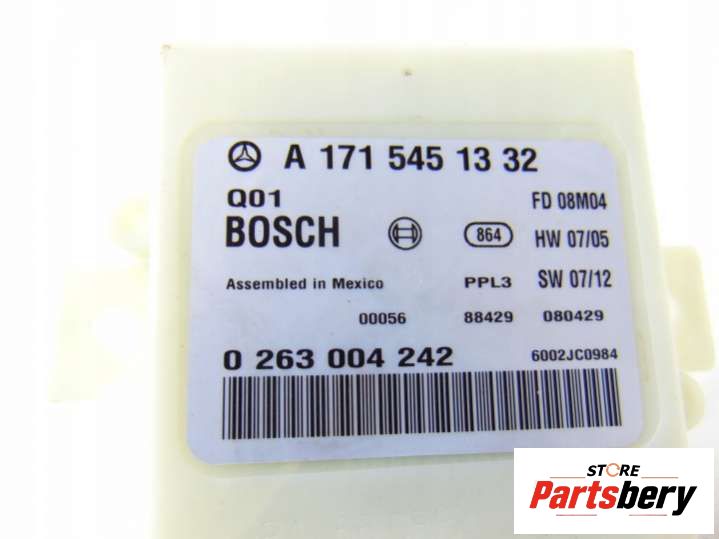 A 171 545 13 32
Q01 FD 08M04
BOSCH 864 HW 07/05
Assembled in Mexico PPL3 SW 07/12
00056 88429 080429
0 263 004 242 6002JC0984
STORE
Partsbery